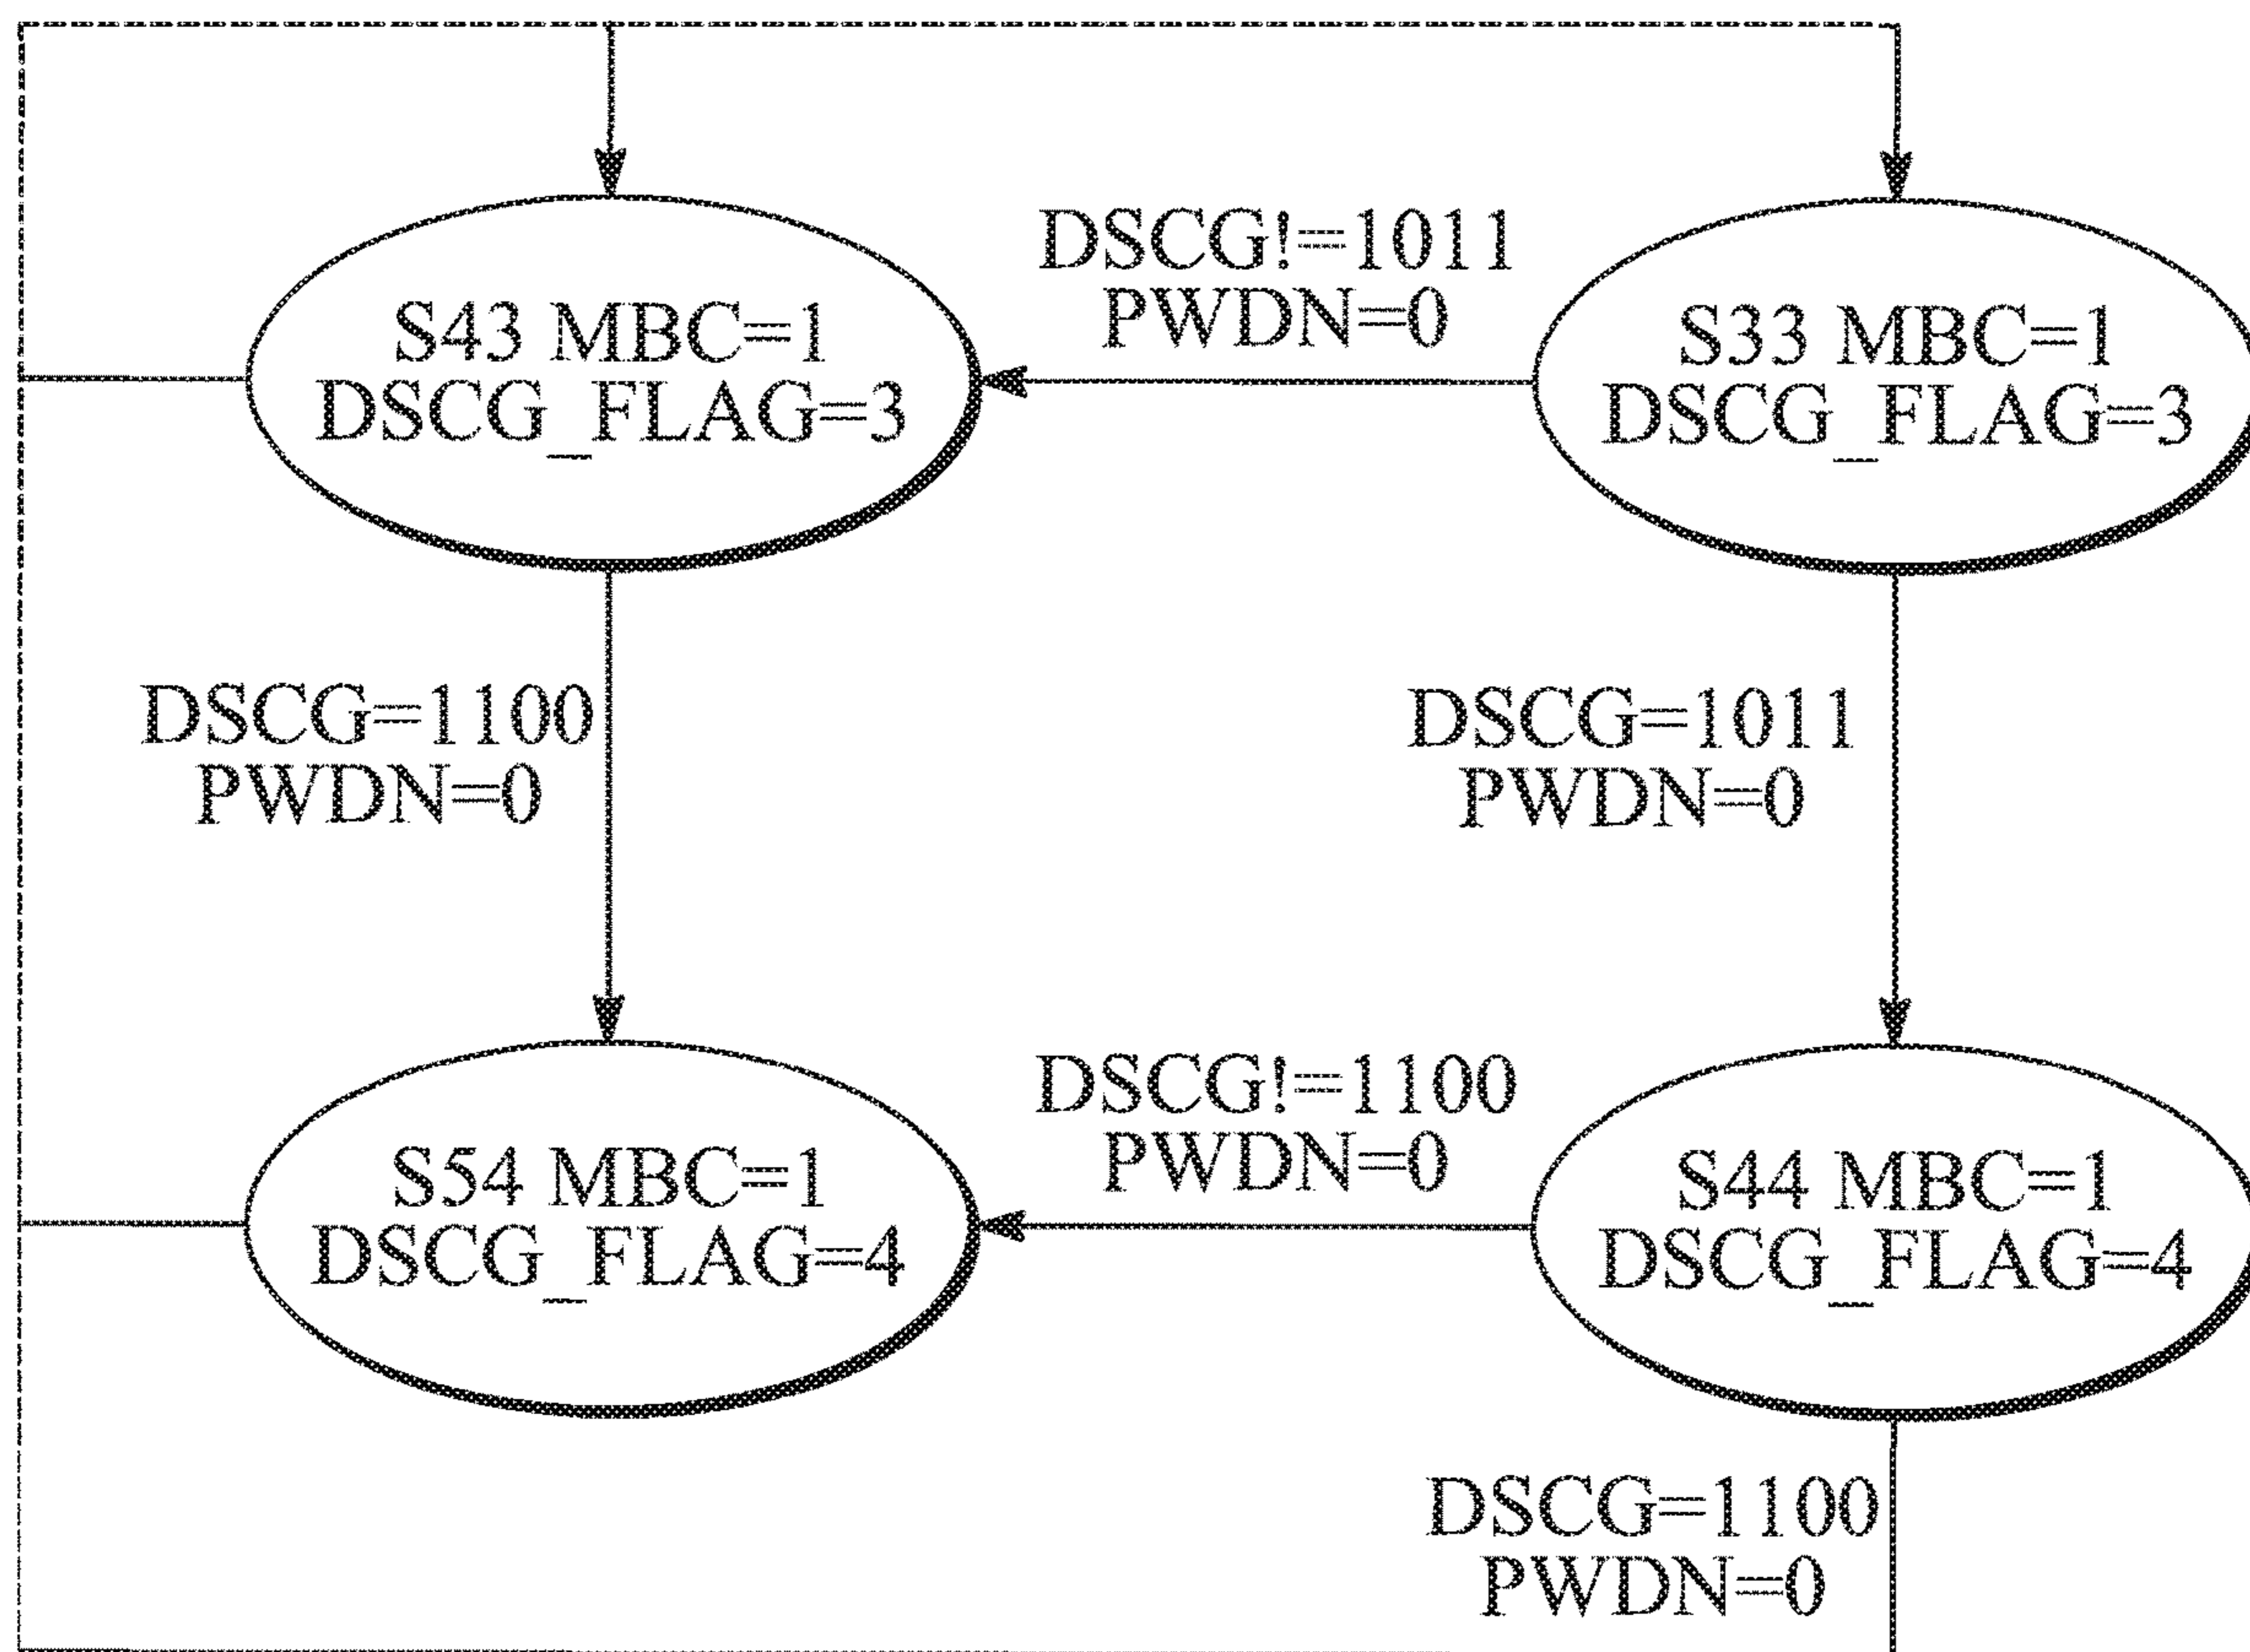 DSCG!=1011
PWDN=0
S43 MBC=1
DSCG_FLAG=3
S33 MBC=1
DSCG_FLAG=3
DSCG=1100
PWDN=0
DSCG=1011
PWDN=0
DSCG!=1100
PWDN=0
S54 MBC=1
DSCG_FLAG=4
S44 MBC=1
DSCG_FLAG=4
DSCG=1100
PWDN=0